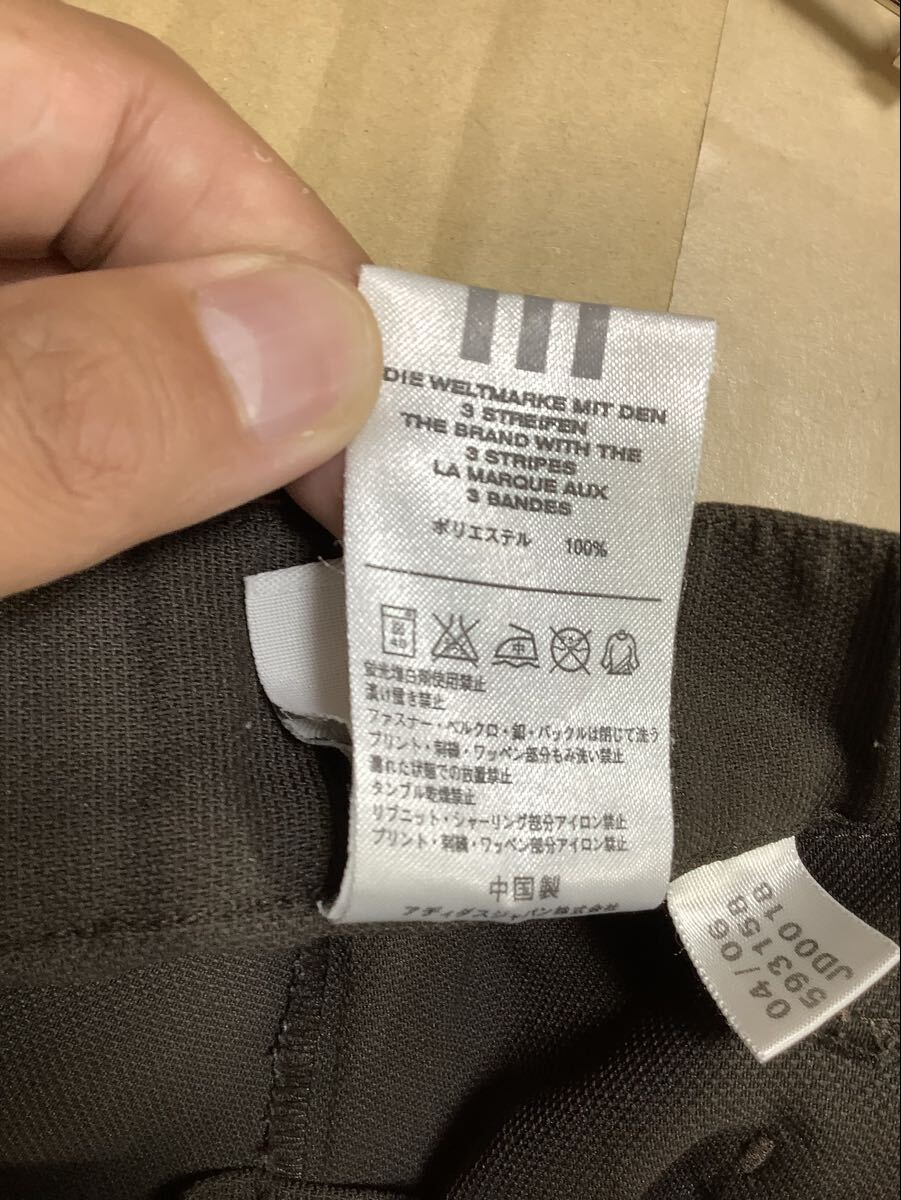 DIE WELTMARKE MIT DEN
3 STREIFEN
THE BRAND WITH THE
3 STRIPES
LA MARQUE AUX
3 BANDES
ポリエステル 100%
弱
40
中
蛍光増白剤使用禁止
漬け置き禁止
ファスナー・ベルクロ・釦・バックルは閉じて洗う
プリント・刺繍・ワッペン部分もみ洗い禁止
濡れた状態での放置禁止
タンブル乾燥禁止
リブニット・シャーリング部分アイロン禁止
プリント・刺繍・ワッペン部分アイロン禁止
中国製
アディダスジャパン株式会社
04/06
593158
JD0018